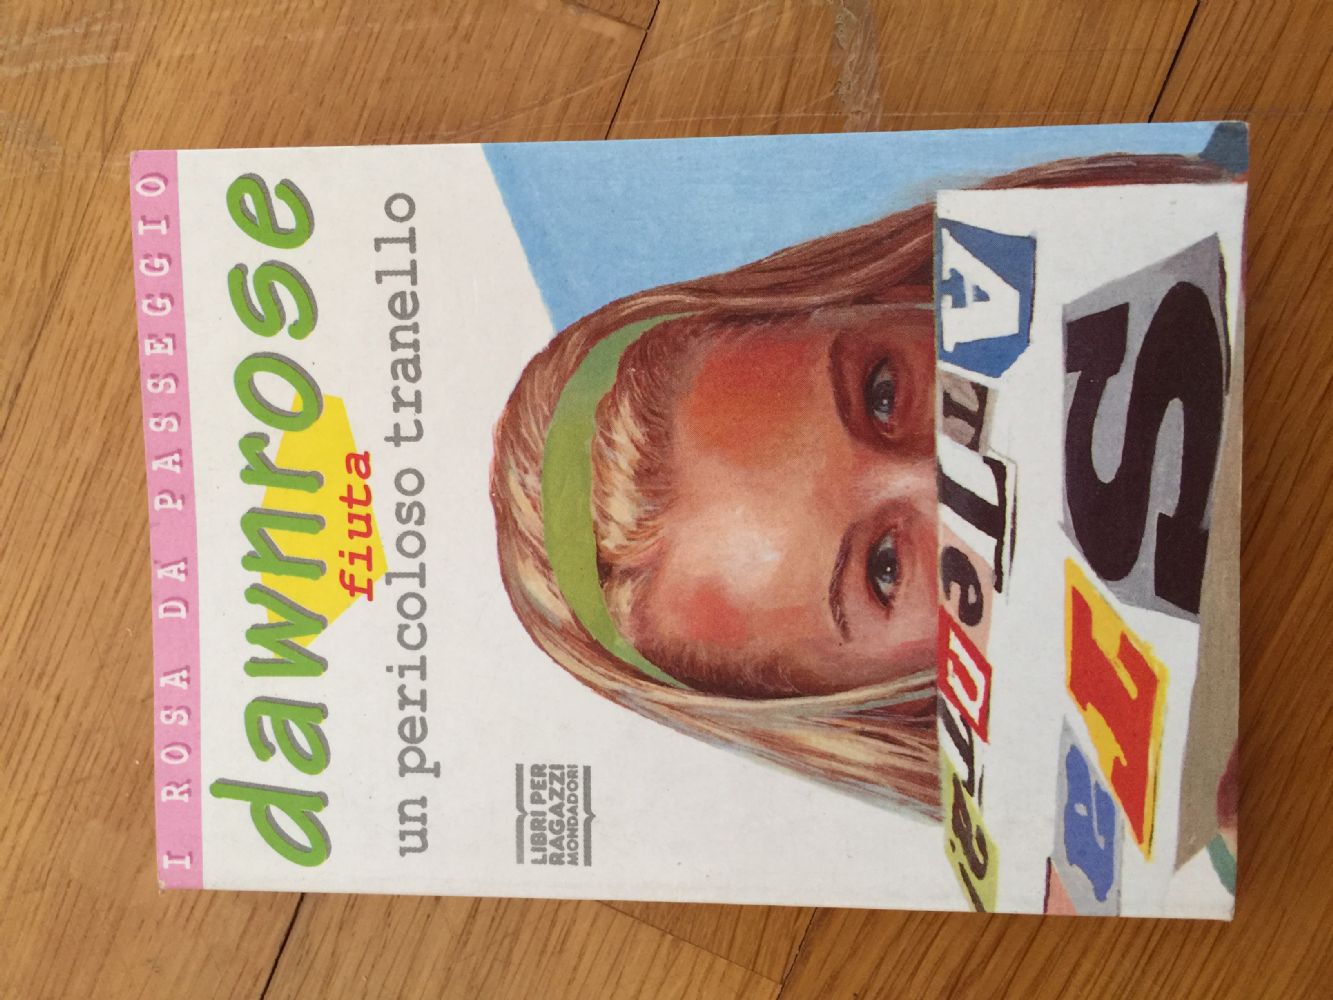 I ROSA DA PASSEGGIO
dawnrose
fiuta
un pericoloso tranello
LIBRI PER
RAGAZZI
MONDADORI